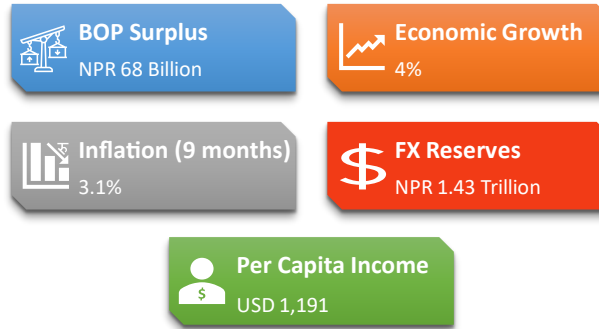 BOP Surplus
NPR 68 Billion
Economic Growth
4%
Inflation (9 months)
3.1%
FX Reserves
NPR 1.43 Trillion
Per Capita Income
USD 1,191